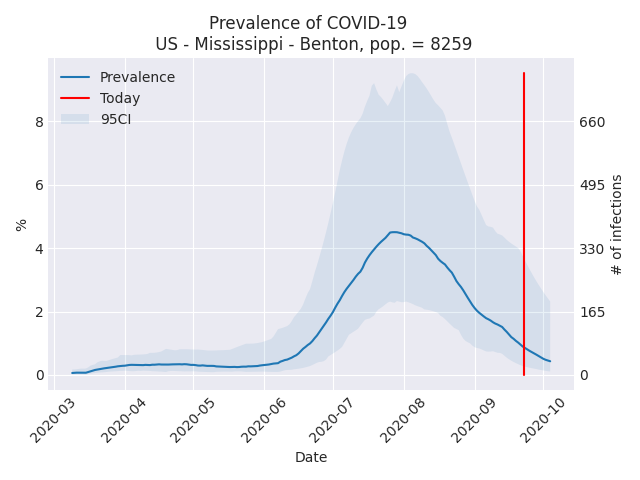 Prevalence of COVID-19
US - Mississippi - Benton, pop. = 8259
Prevalence
Today
95CI
%
8
6
4
2
0
660
495
330
165
0
# of infections
2020-03
2020-04
2020-05
2020-06
2020-07
2020-08
2020-09
2020-10
Date